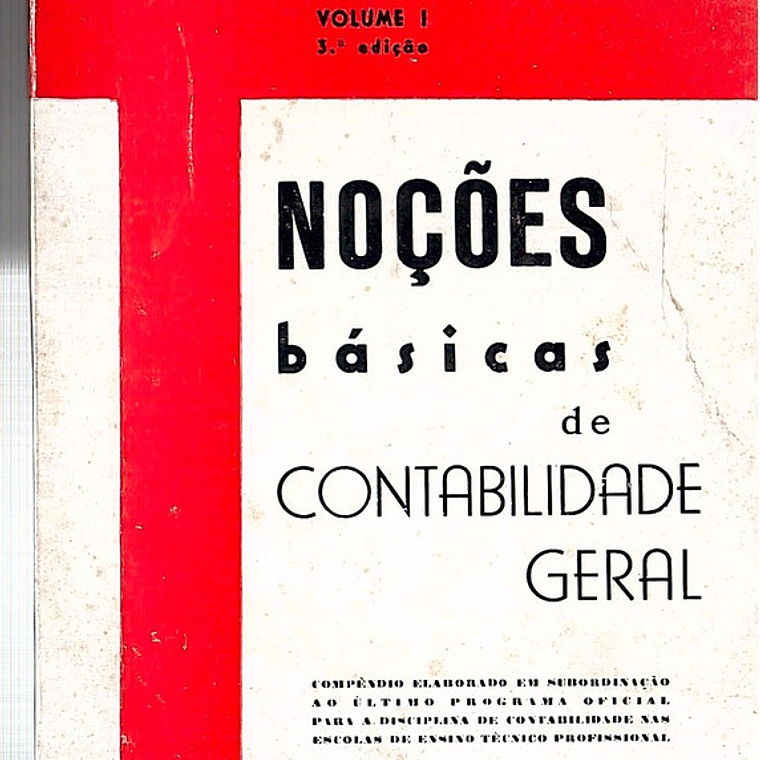 VOLUME I
3.ª edição
NOÇÕES
básicas
de
CONTABILIDADE
GERAL
COMPÊNDIO ELABORADO EM SUBORDINAÇÃO
AO ÚLTIMO PROGRAMA OFICIAL
PARA A DISCIPLINA DE CONTABILIDADE NAS
ESCOLAS DE ENSINO TÉCNICO PROFISSIONAL